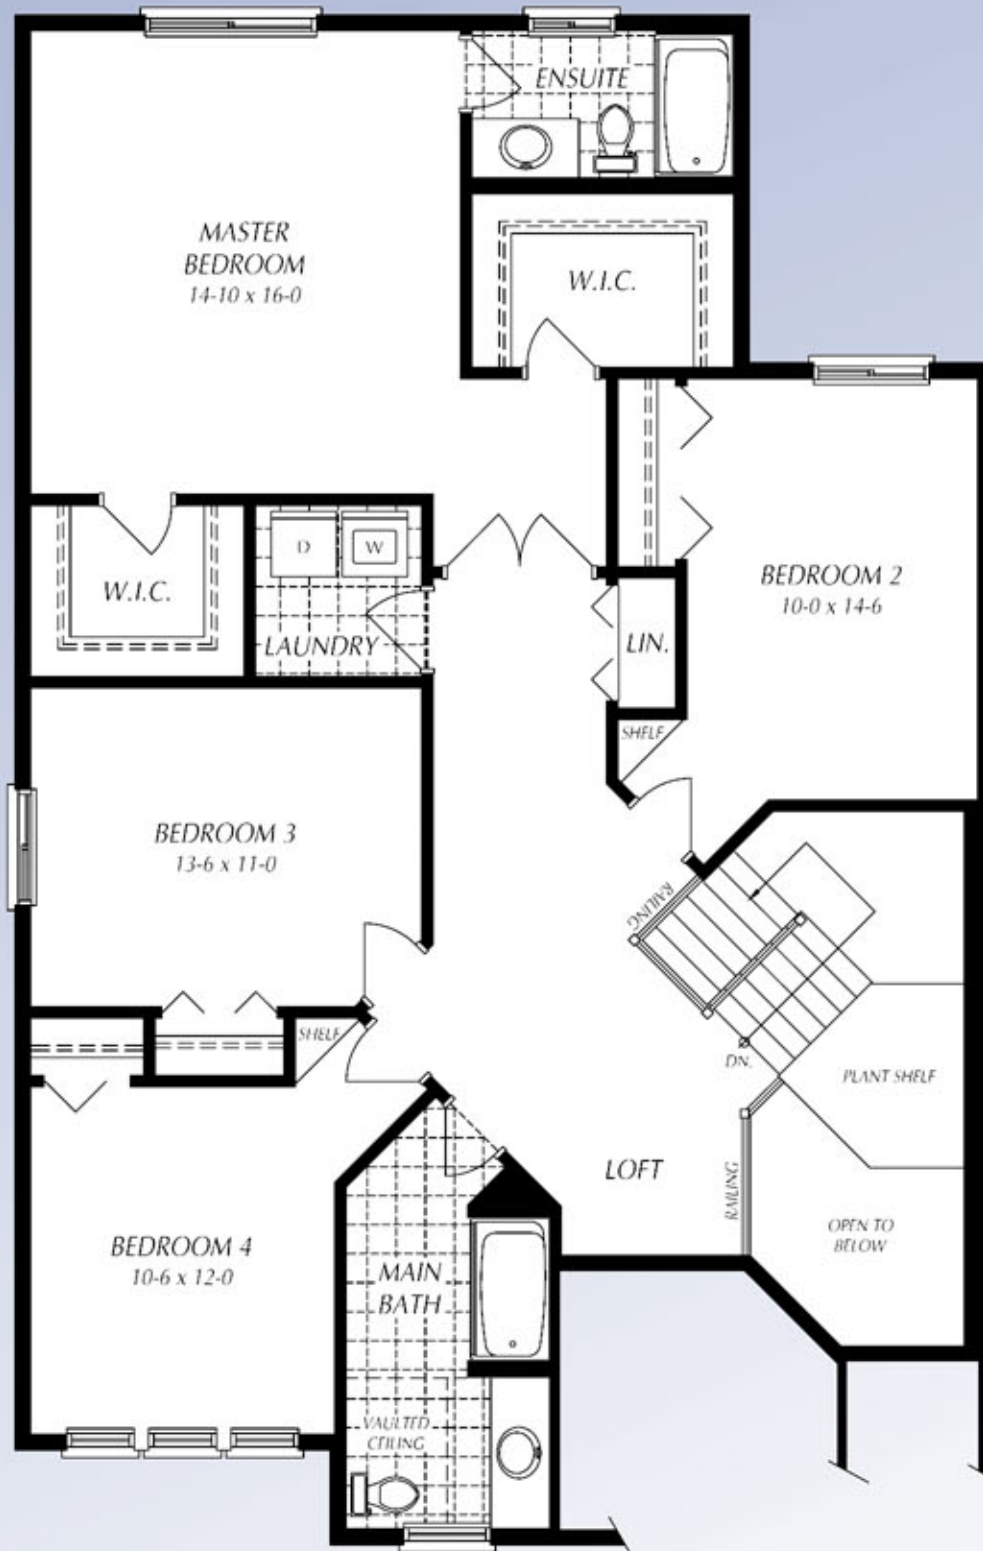 ENSUITE
MASTER
BEDROOM
14-10 x 16-0
W.I.C.
D
W
W.I.C.
LAUNDRY
BEDROOM 2
10-0 x 14-6
LIN.
SHELF
BEDROOM 3
13-6 x 11-0
RAILING
SHELF
DN.
PLANT SHELF
LOFT
RAILING
OPEN TO
BELOW
BEDROOM 4
10-6 x 12-0
MAIN
BATH
VAULTED
CEILING